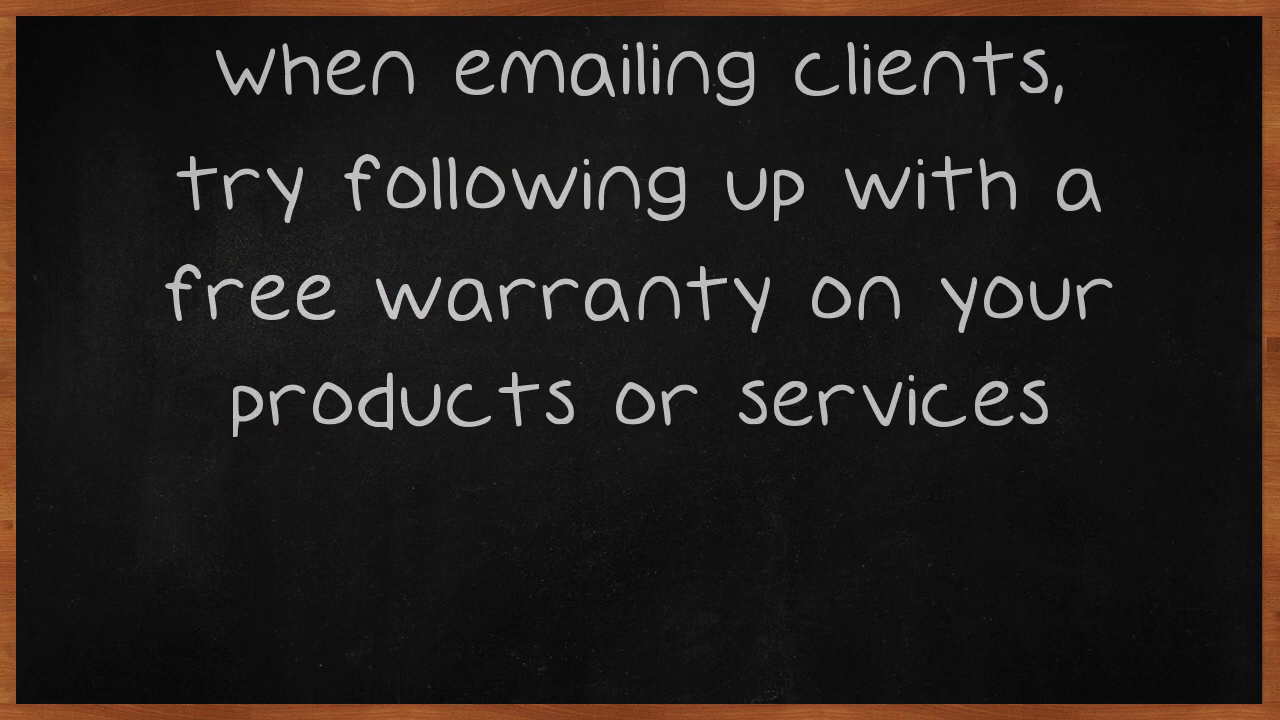 When emailing clients,
try following up with a
free warranty on your
products or services